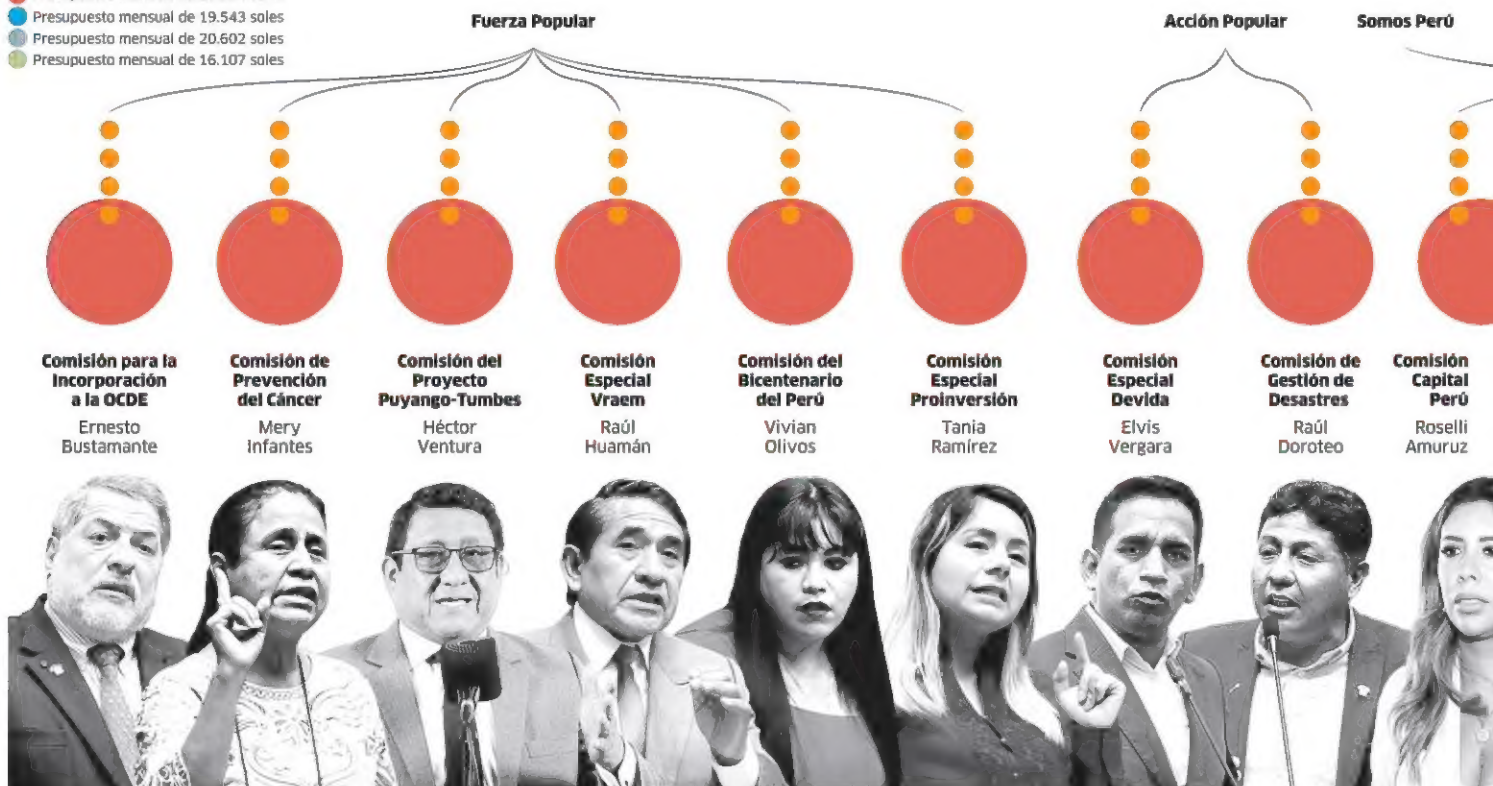 Presupuesto mensual de 19.543 soles
Presupuesto mensual de 20.602 soles
Presupuesto mensual de 16.107 soles
Fuerza Popular
Acción Popular
Somos Perú
Comisión para la
Incorporación
a la OCDE
Ernesto
Bustamante
Comisión de
Prevención
del Cáncer
Mery
Infantes
Comisión del
Proyecto
Puyango-Tumbes
Héctor
Ventura
Comisión
Especial
Vraem
Raúl
Huamán
Comisión del
Bicentenario
del Perú
Vivian
Olivos
Comisión
Especial
Proinversión
Tania
Ramírez
Comisión
Especial
Devida
Elvis
Vergara
Comisión de
Gestión de
Desastres
Raúl
Doroteo
Comisión
Capital
Perú
Roselli
Amuruz